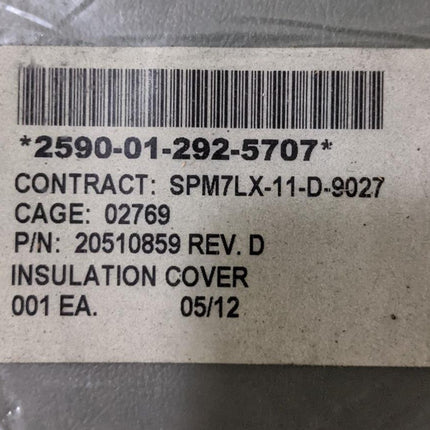 *2590-01-292-5707*
CONTRACT: SPM7LX-11-D-9027
CAGE: 02769
P/N: 20510859 REV. D
INSULATION COVER
001 EA. 05/12